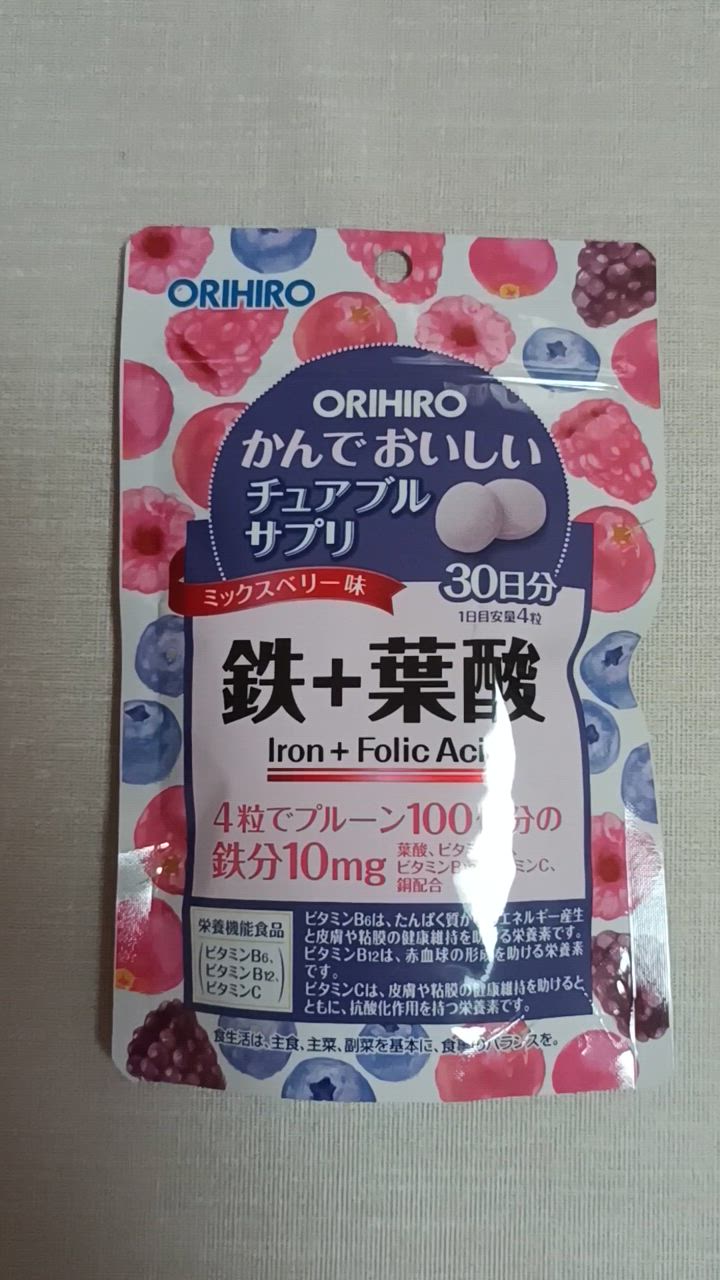 ORIHIRO
ORIHIRO
かんでおいしい
チュアブル
サプリ
ミックスベリー味
30日分
1日目安量4粒
鉄+葉酸
Iron + Folic
4粒でプルーン100 分の
鉄分10mg
葉酸、
ビタミン ンC、
銅配合
栄養機能食品
ビタミンB6、
ビタミンB12、
ビタミンC
ビタミンB6は、たんぱく質か エネルギー産生
と皮膚や粘膜の健康維持を助ける栄養素です。
ビタミンB12は、赤血球の形成を助ける栄養素
です。
ビタミンCは、皮膚や粘膜の健康維持を助けると
ともに、抗酸化作用を持つ栄養素です。
食生活は、主食、主菜、副菜を基本に、食 バランスを。